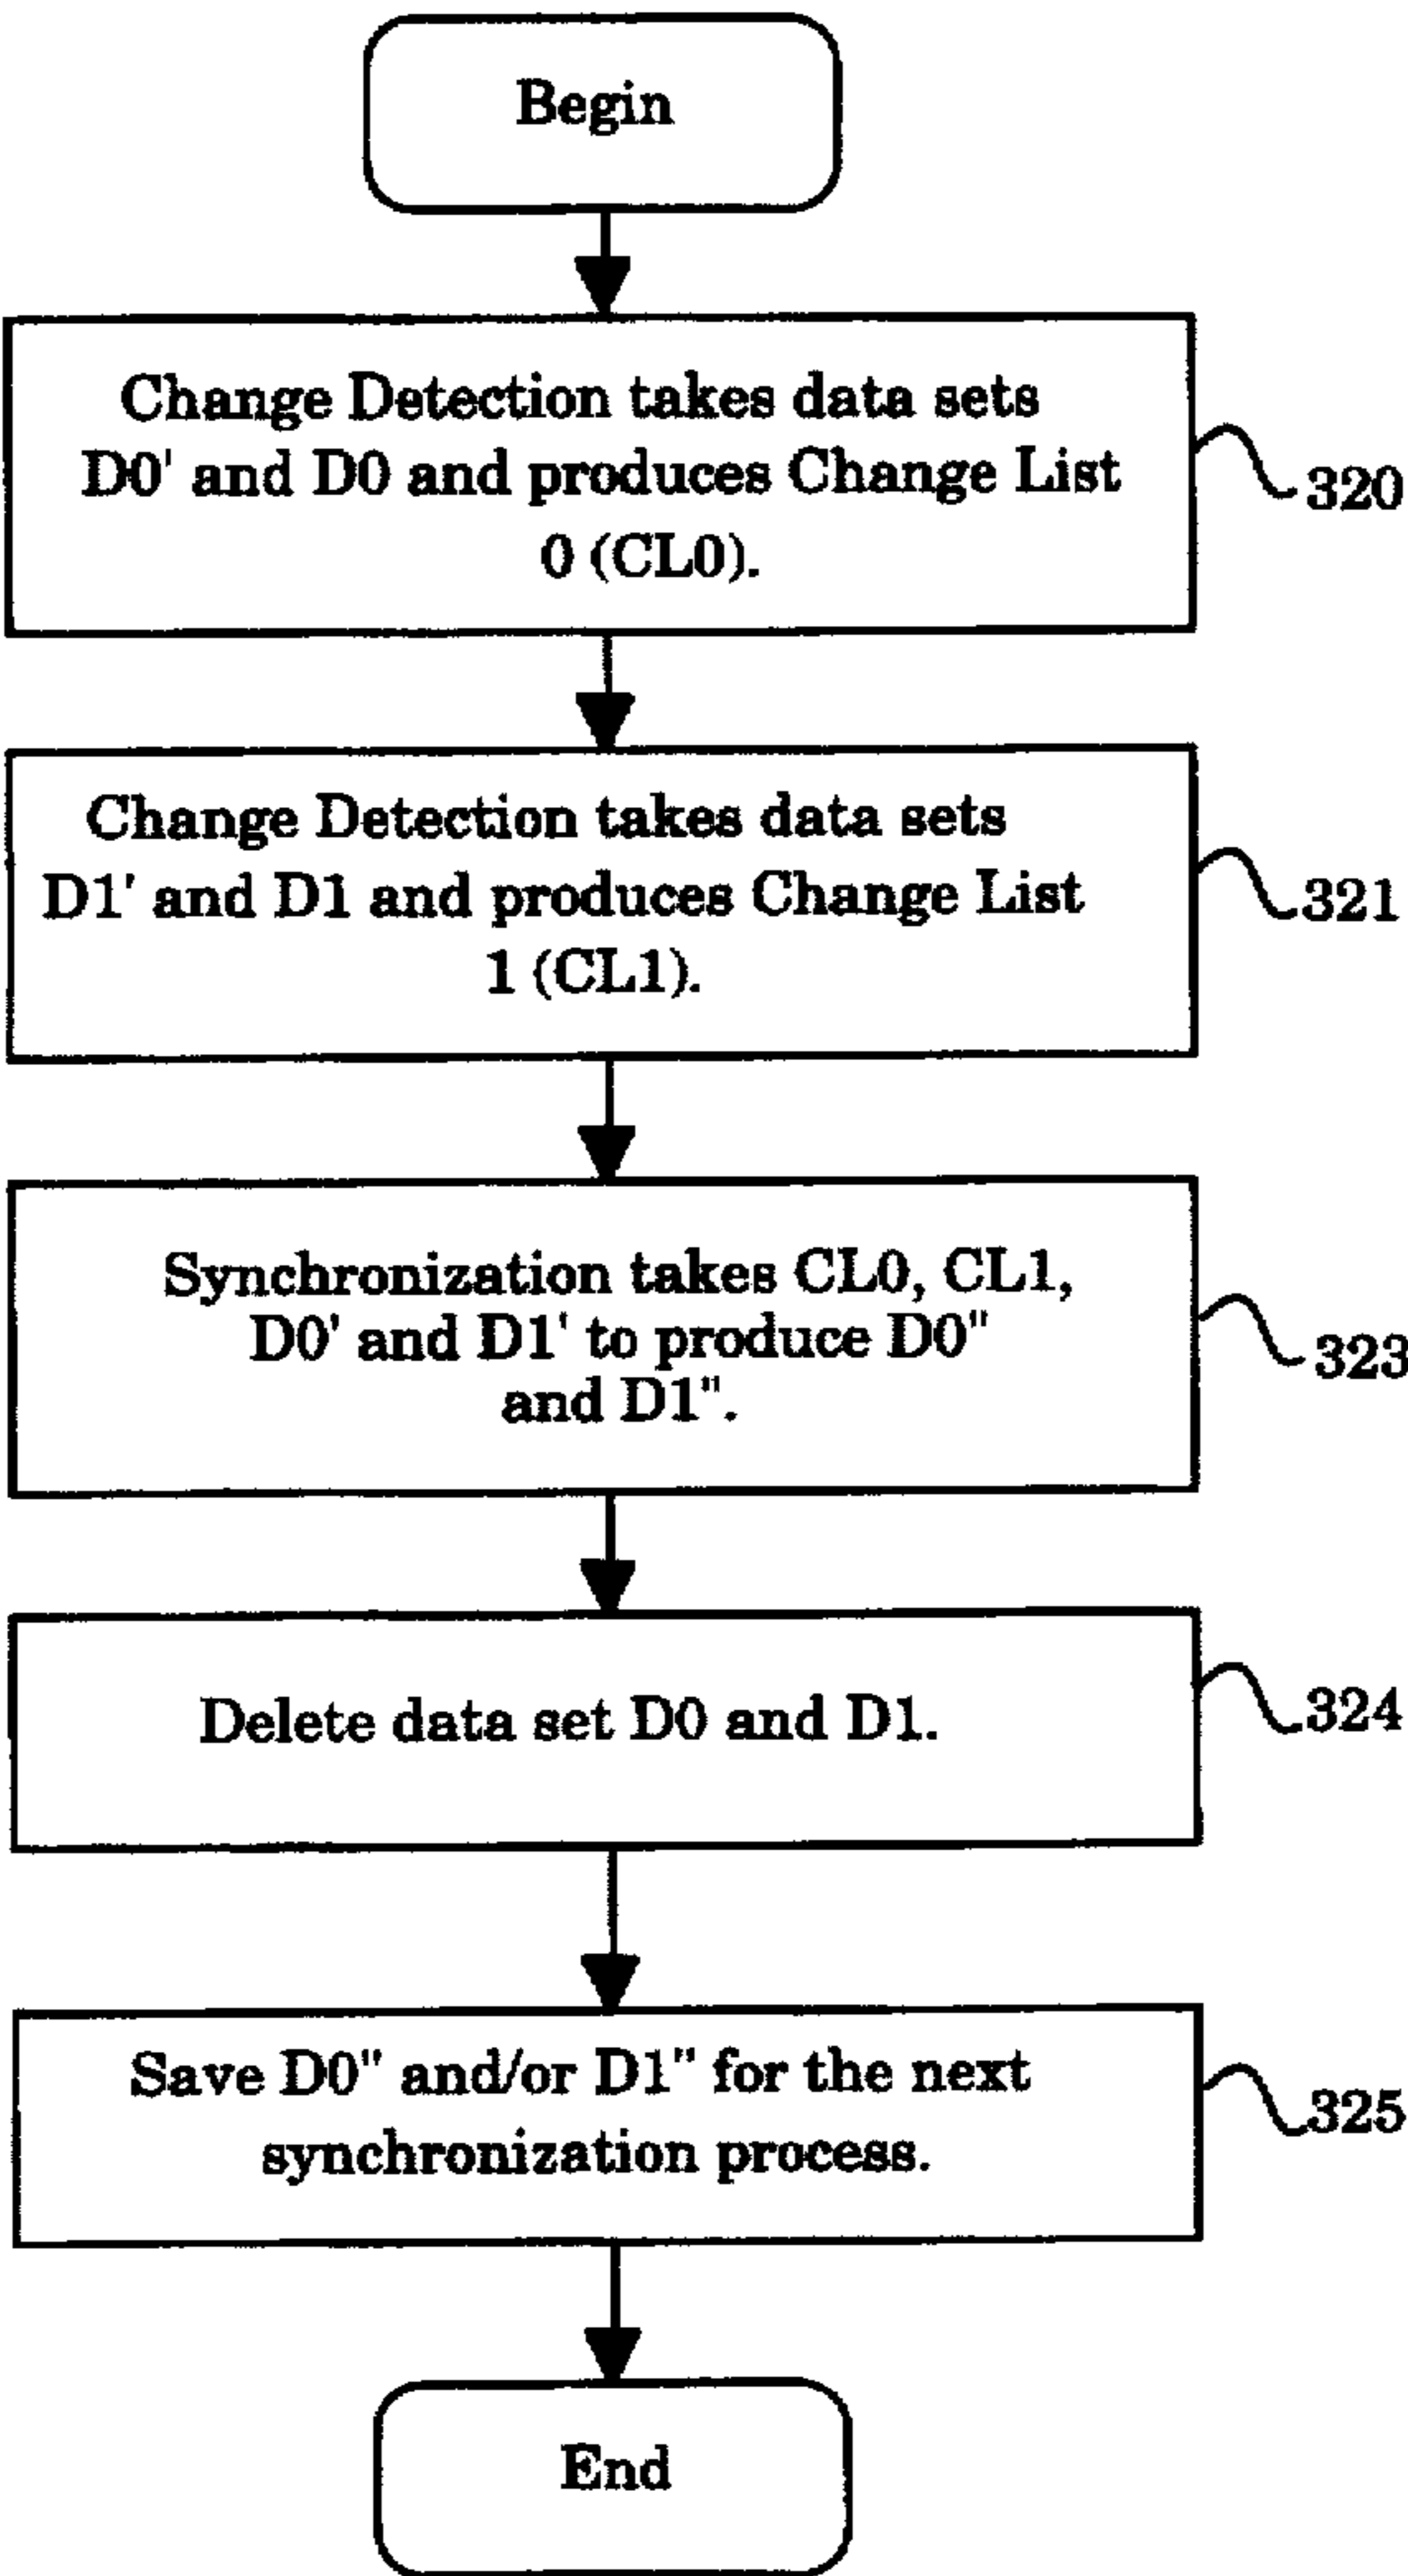 Begin
Change Detection takes data sets
D0' and D0 and produces Change List
0 (CL0).
320
Change Detection takes data sets
D1' and D1 and produces Change List
1 (CL1).
321
Synchronization takes CL0, CL1,
D0' and D1' to produce D0"
and D1".
323
Delete data set D0 and D1.
324
Save D0" and/or D1" for the next
synchronization process.
325
End